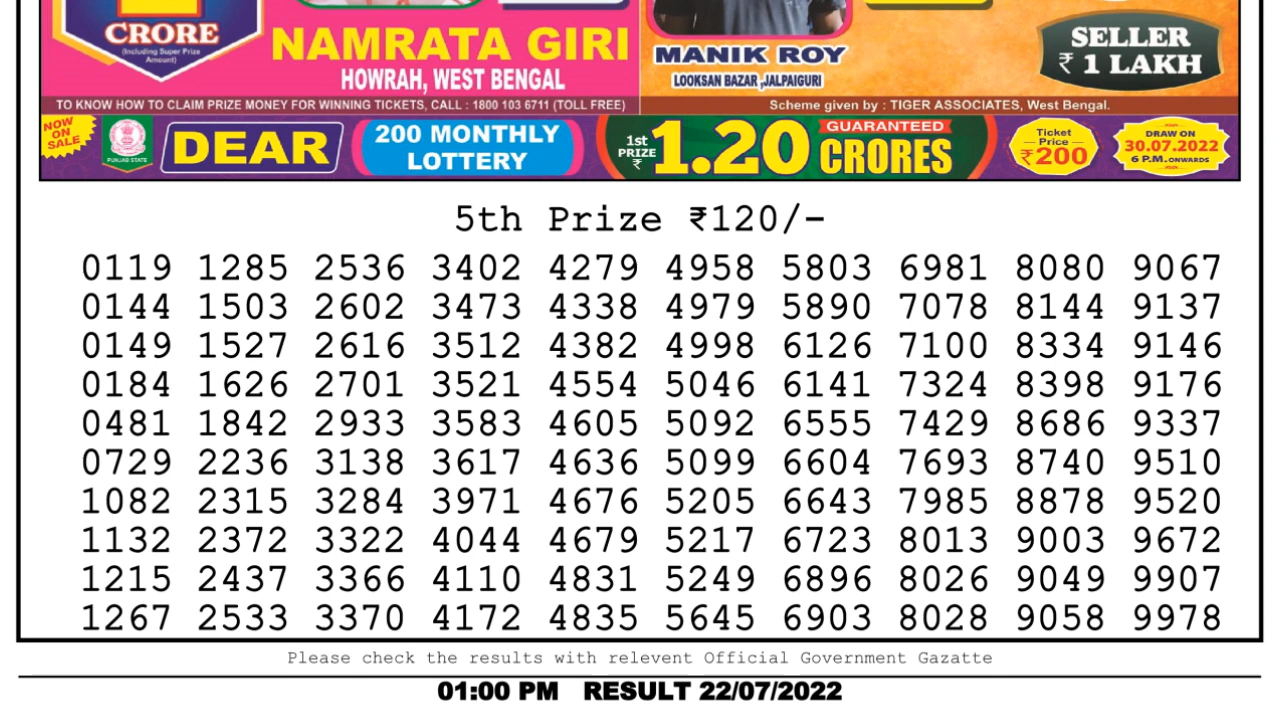 CRORE
(Including Super Prize
Amount)
NAMRATA GIRI
HOWRAH, WEST BENGAL
MANIK ROY
LOOKSAN BAZAR ,JALPAIGURI
SELLER
₹ 1 LAKH
TO KNOW HOW TO CLAIM PRIZE MONEY FOR WINNING TICKETS, CALL : 1800 103 6711 (TOLL FREE)
Scheme given by : TIGER ASSOCIATES, West Bengal.
NOW
ON
SALE
PUNJAB STATE
DEAR
200 MONTHLY
LOTTERY
1st
PRIZE
₹
1.20
GUARANTEED
CRORES
Ticket
Price
₹200
DRAW ON
30.07.2022
6 P.M. ONWARDS
5th Prize ₹120/-
0119 1285 2536 3402 4279 4958 5803 6981 8080 9067
0144 1503 2602 3473 4338 4979 5890 7078 8144 9137
0149 1527 2616 3512 4382 4998 6126 7100 8334 9146
0184 1626 2701 3521 4554 5046 6141 7324 8398 9176
0481 1842 2933 3583 4605 5092 6555 7429 8686 9337
0729 2236 3138 3617 4636 5099 6604 7693 8740 9510
1082 2315 3284 3971 4676 5205 6643 7985 8878 9520
1132 2372 3322 4044 4679 5217 6723 8013 9003 9672
1215 2437 3366 4110 4831 5249 6896 8026 9049 9907
1267 2533 3370 4172 4835 5645 6903 8028 9058 9978
Please check the results with relevent Official Government Gazatte
01:00 PM RESULT 22/07/2022